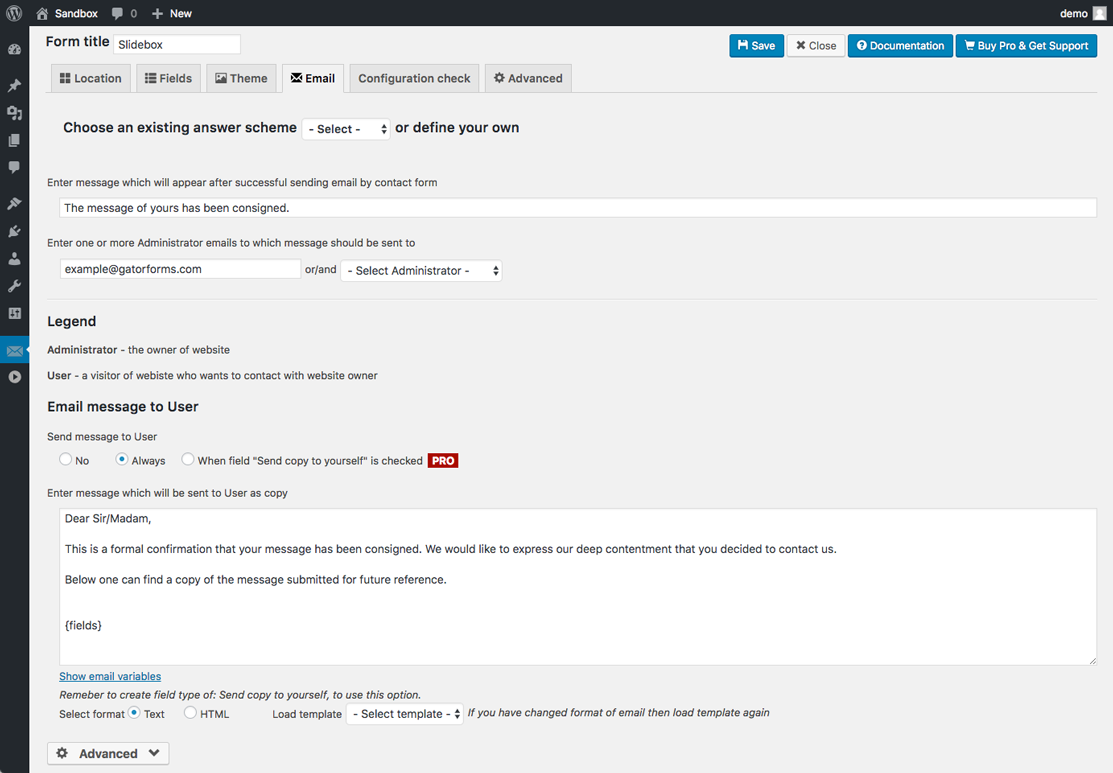 Sandbox 0 New demo
Form title Slidebox Save Close Documentation Buy Pro & Get Support
Location Fields Theme Email Configuration check Advanced
Choose an existing answer scheme - Select - or define your own
Enter message which will appear after successful sending email by contact form
The message of yours has been consigned.
Enter one or more Administrator emails to which message should be sent to
example@gatorforms.com or/and - Select Administrator -
Legend
Administrator - the owner of website
User - a visitor of webiste who wants to contact with website owner
Email message to User
Send message to User
No Always When field "Send copy to yourself" is checked PRO
Enter message which will be sent to User as copy
Dear Sir/Madam,
This is a formal confirmation that your message has been consigned. We would like to express our deep contentment that you decided to contact us.
Below one can find a copy of the message submitted for future reference.
{fields}
Show email variables
Remeber to create field type of: Send copy to yourself, to use this option.
Select format Text HTML Load template - Select template - If you have changed format of email then load template again
Advanced